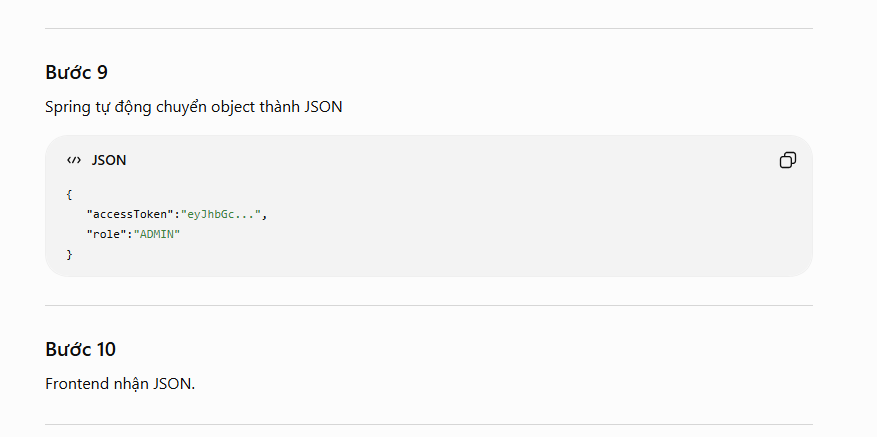 Bước 9
Spring tự động chuyển object thành JSON
JSON
{
"accessToken":"eyJhbGc...",
"role":"ADMIN"
}
Bước 10
Frontend nhận JSON.